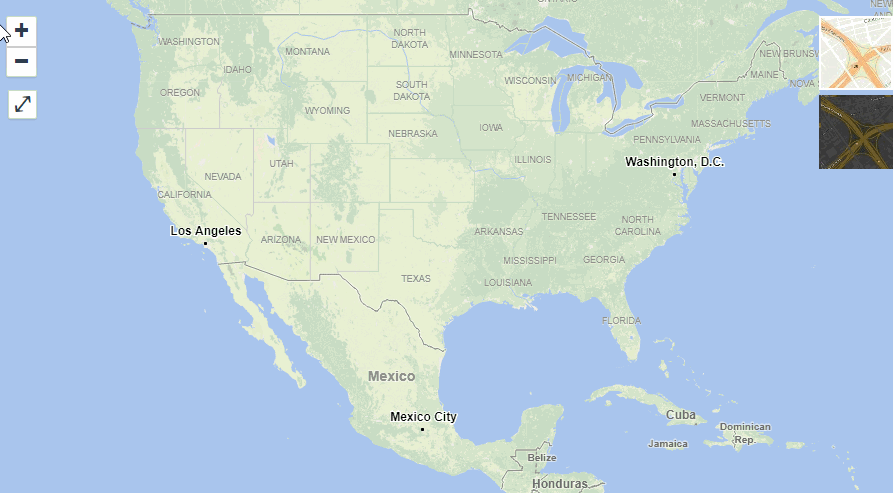 ONTARIO
WASHINGTON
MONTANA
NORTH
DAKOTA
MINNESOTA
NEW BRUNSW
MAINE
NOVA
IDAHO
OREGON
SOUTH
DAKOTA
WISCONSIN
MICHIGAN
VERMONT
WYOMING
MASSACHUSETTS
NEBRASKA
IOWA
PENNSYLVANIA
UTAH
ILLINOIS
Washington, D.C.
NEVADA
CALIFORNIA
Los Angeles
ARIZONA
NEW MEXICO
TENNESSEE
NORTH
CAROLINA
ARKANSAS
MISSISSIPPI
GEORGIA
TEXAS
LOUISIANA
FLORIDA
Mexico
Mexico City
Cuba
Dominican
Rep.
Jamaica
Belize
Honduras